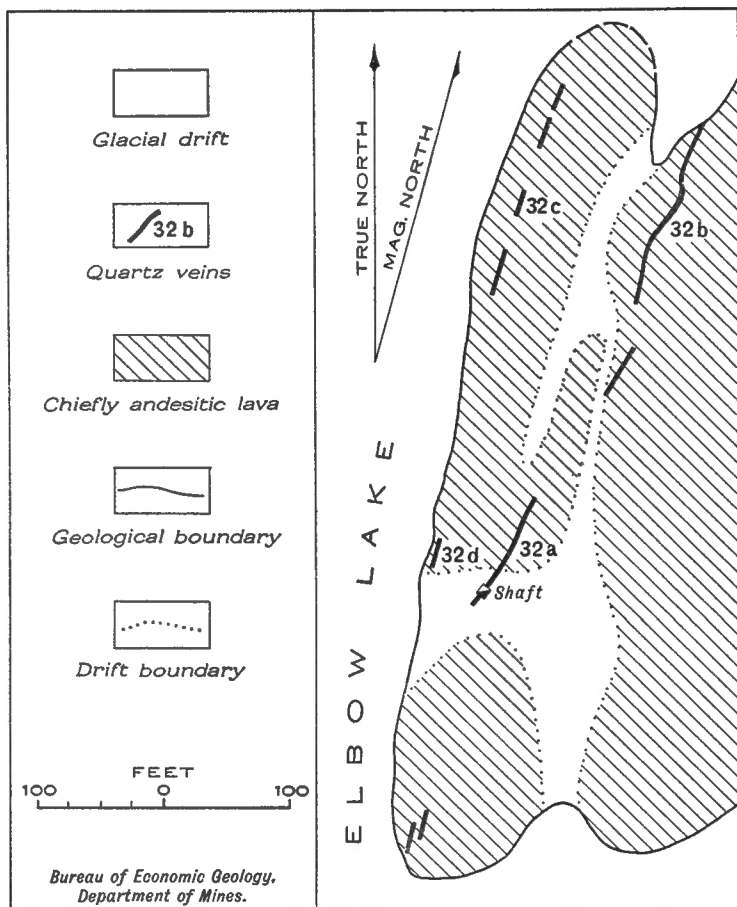 Glacial drift
32b
Quartz veins
Chiefly andesitic lava
Geological boundary
Drift boundary
FEET
100 0 100
Bureau of Economic Geology,
Department of Mines.
TRUE NORTH
MAG. NORTH
32c
32b
32d
32a
Shaft
ELBOW LAKE